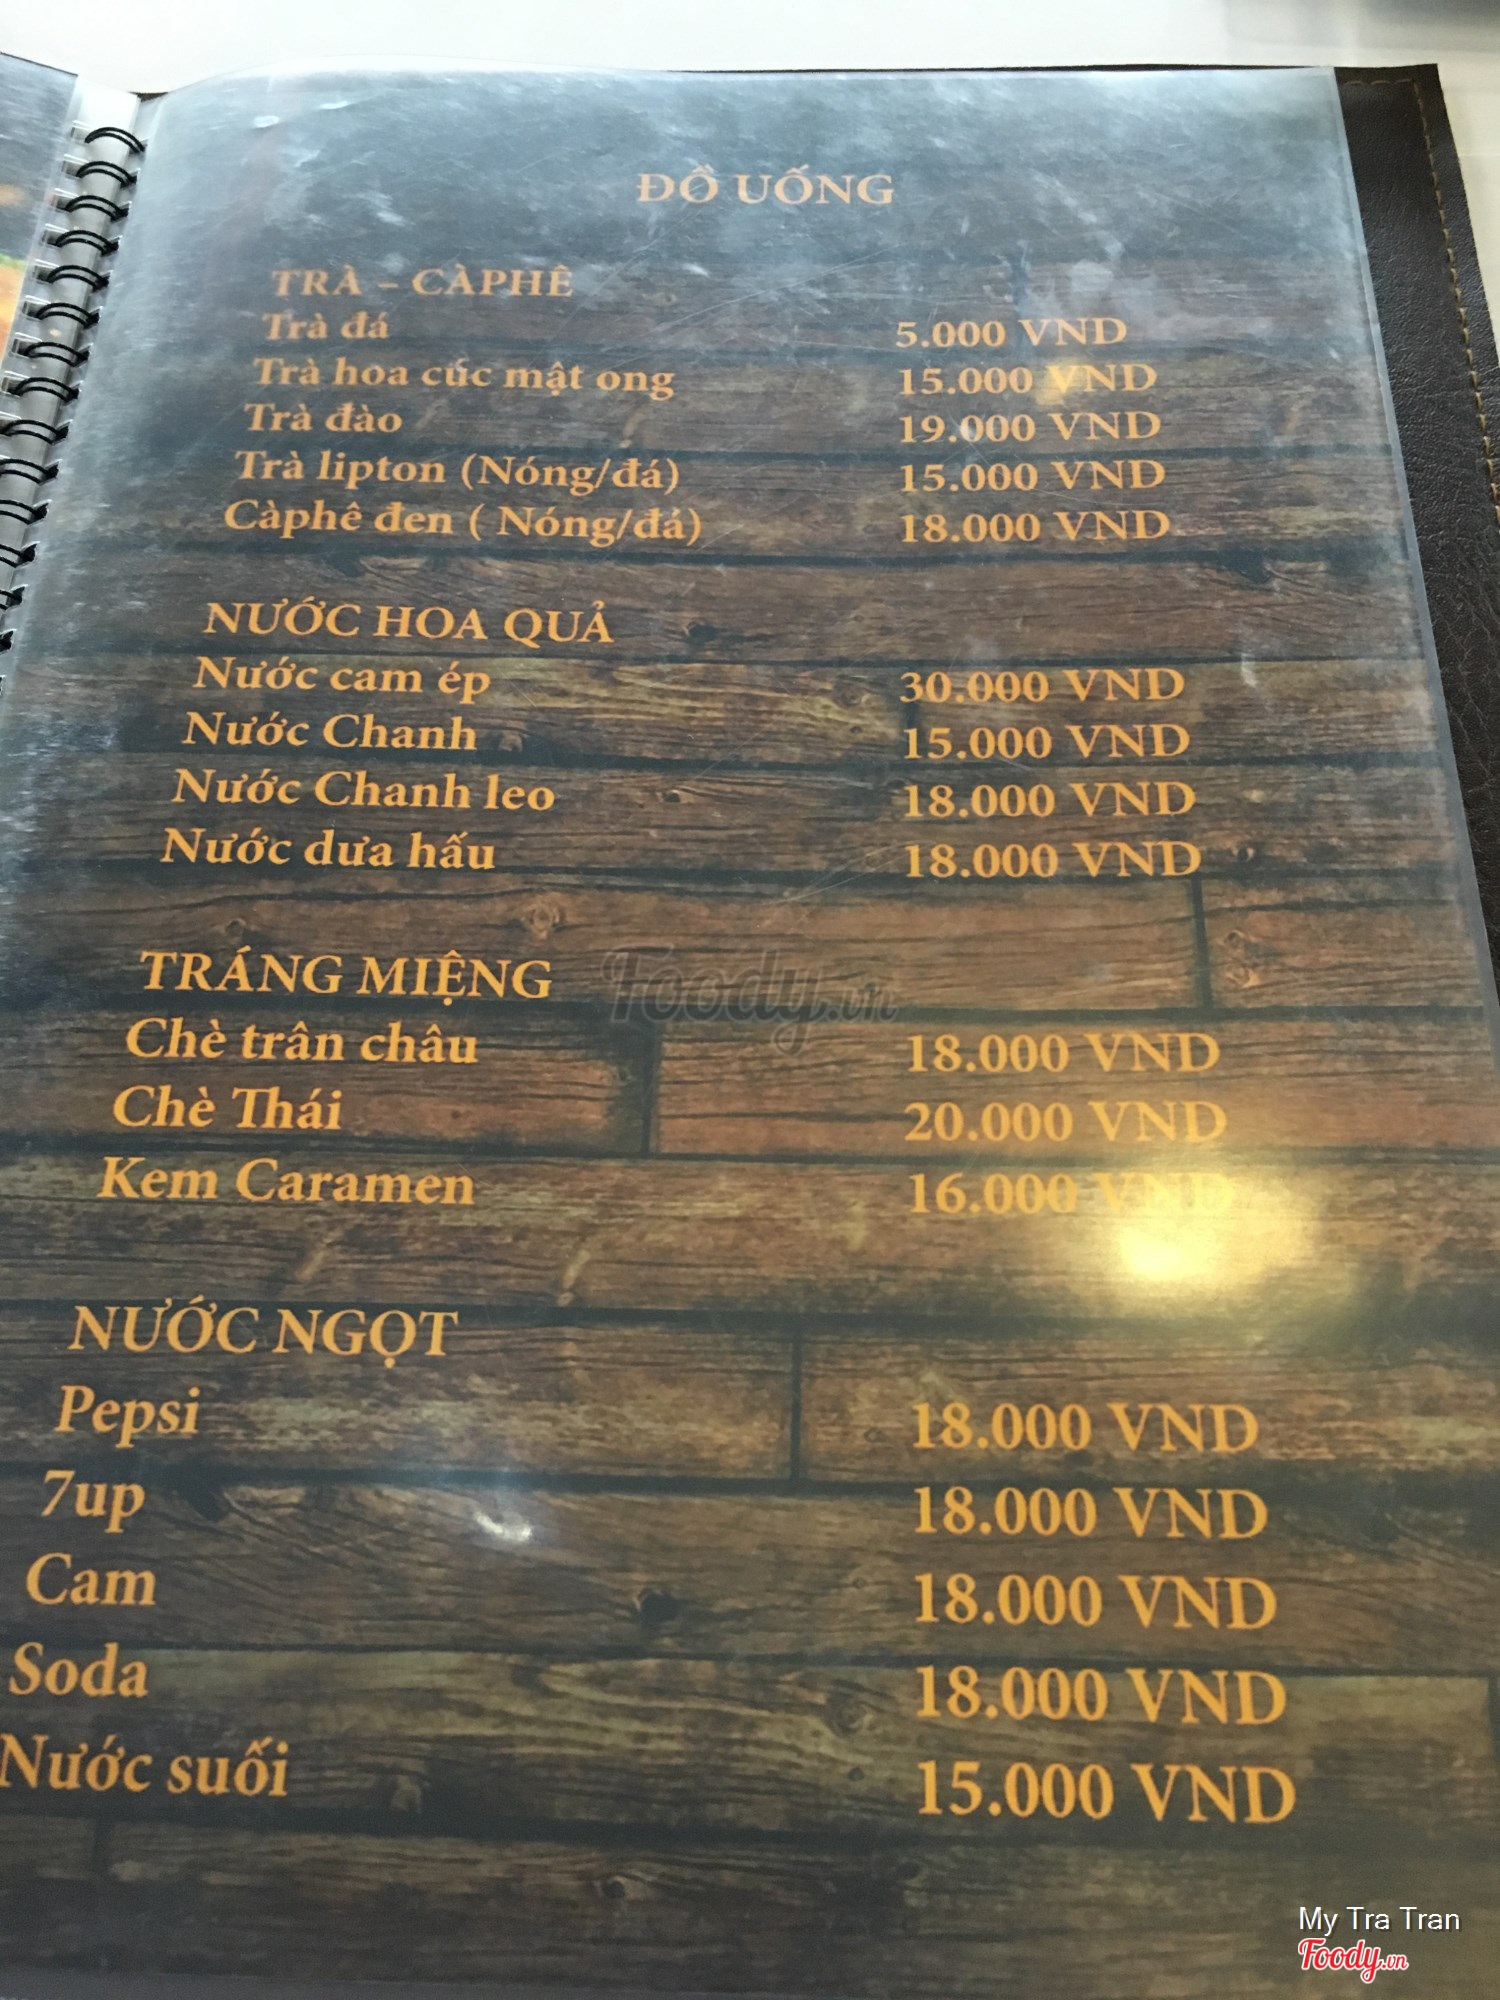 ĐỒ UỐNG
TRÀ – CÀPHÊ
Trà đá 5.000 VND
Trà hoa cúc mật ong 15.000 VND
Trà đào 19.000 VND
Trà lipton (Nóng/đá) 15.000 VND
Càphê đen ( Nóng/đá) 18.000 VND
NƯỚC HOA QUẢ
Nước cam ép 30.000 VND
Nước Chanh 15.000 VND
Nước Chanh leo 18.000 VND
Nước dưa hấu 18.000 VND
TRÁNG MIỆNG
Foody.vn
Chè trân châu 18.000 VND
Chè Thái 20.000 VND
Kem Caramen 16.000 VND
NƯỚC NGỌT
Pepsi 18.000 VND
7up 18.000 VND
Cam 18.000 VND
Soda 18.000 VND
Nước suối 15.000 VND
My Tra Tran
Foody.vn